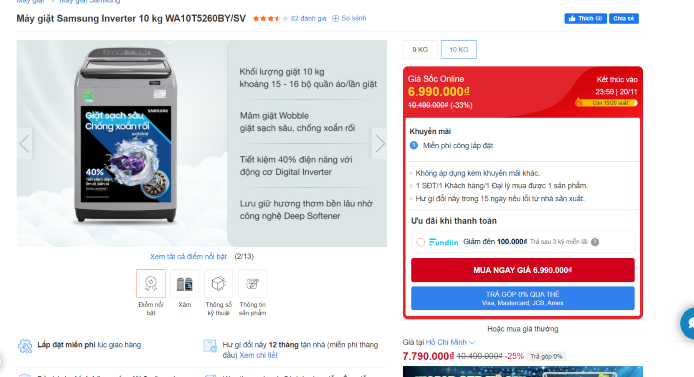 Máy giặt Máy giặt Samsung
Máy giặt Samsung Inverter 10 kg WA10T5260BY/SV 82 đánh giá So sánh
Thích 58 Chia sẻ
Khối lượng giặt 10 kg
khoảng 15 - 16 bộ quần áo/lần giặt
Mâm giặt Wobble
giặt sạch sâu, chống xoắn rối
Tiết kiệm 40% điện năng với
động cơ Digital Inverter
Lưu giữ hương thơm bền lâu nhờ
công nghệ Deep Softener
SAMSUNG
Giặt sạch sâu,
Chống xoắn rối
wobble
40%
Xem tất cả điểm nổi bật (2/13)
Điểm nổi
bật
Xám
Thông số
kỹ thuật
Thông tin
sản phẩm
Lắp đặt miễn phí lúc giao hàng
Hư gì đổi nấy 12 tháng tận nhà (miễn phí tháng
đầu) Xem chi tiết
9 KG 10 KG
Giá Sốc Online
Kết thúc vào
6.990.000₫
23:59 | 20/11
10.490.000₫ (-33%)
Còn 15/20 suất
Khuyến mãi
1 Miễn phí công lắp đặt
Không áp dụng kèm khuyến mãi khác.
1 SĐT/1 Khách hàng/1 Đại lý mua được 1 sản phẩm.
Hư gì đổi nấy trong 15 ngày nếu lỗi từ nhà sản xuất.
Ưu đãi khi thanh toán
Fundiin Giảm đến 100.000₫ Trả sau 3 kỳ miễn lãi ?
MUA NGAY GIÁ 6.990.000₫
TRẢ GÓP 0% QUA THẺ
Visa, Mastercard, JCB, Amex
Hoặc mua giá thường
Giá tại Hồ Chí Minh
7.790.000₫ 10.490.000₫ -25% Trả góp 0%